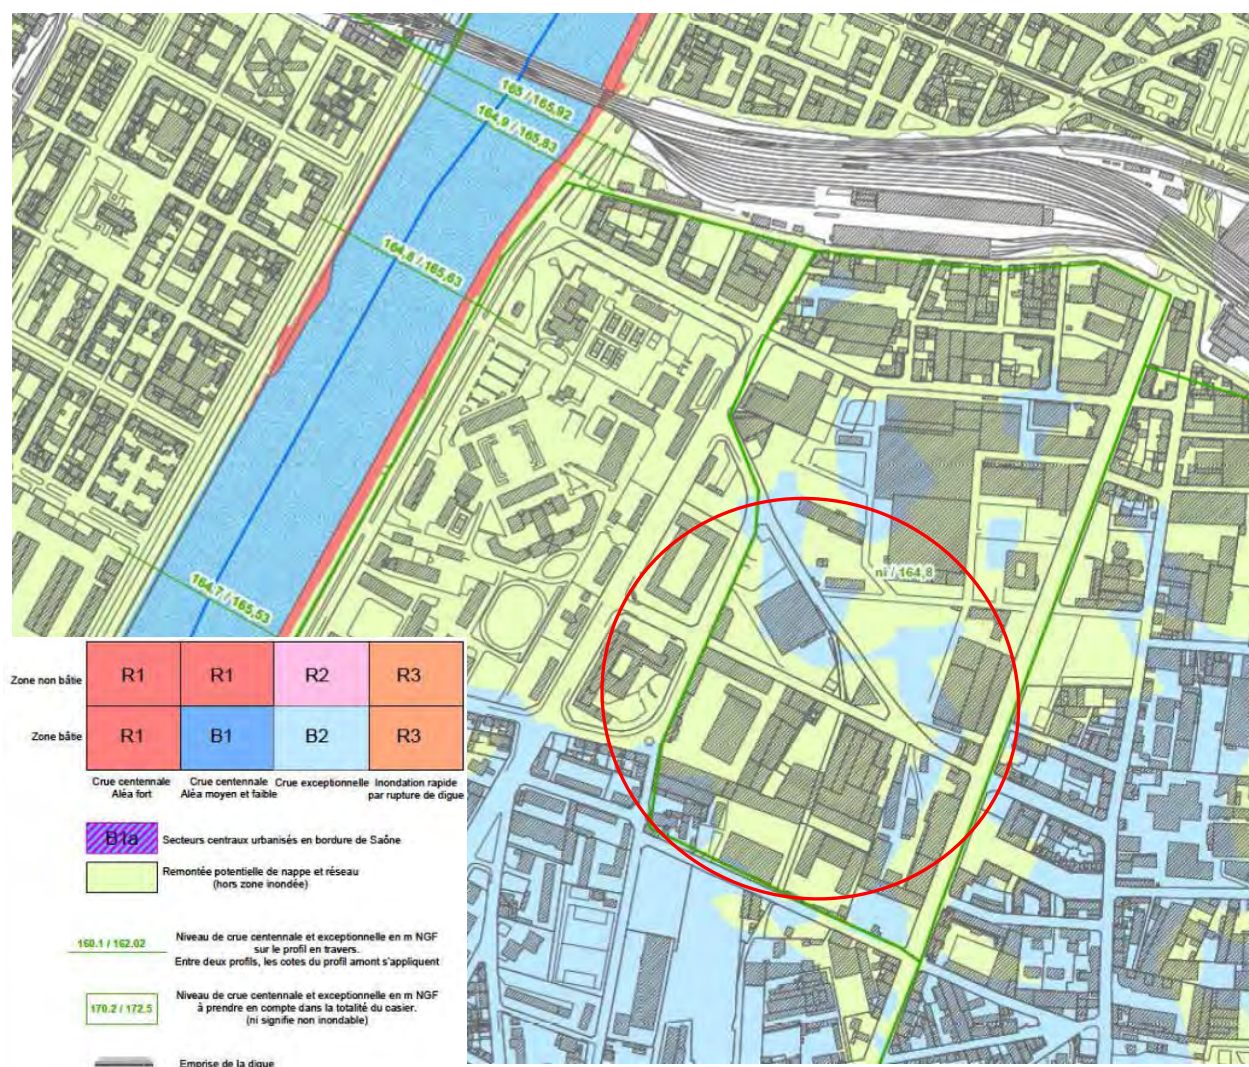 165 / 165,92
164,9 / 165,83
164,8 / 165,63
164,7 / 165,53
ni / 164,8
Zone non bâtie
R1
R1
R2
R3
Zone bâtie
R1
B1
B2
R3
Crue centennale
Aléa fort
Crue centennale
Aléa moyen et faible
Crue exceptionnelle
Inondation rapide
par rupture de digue
B1a
Secteurs centraux urbanisés en bordure de Saône
Remontée potentielle de nappe et réseau
(hors zone inondée)
160.1 / 162.02
Niveau de crue centennale et exceptionnelle en m NGF
sur le profil en travers.
Entre deux profils, les cotes du profil amont s'appliquent
170.2 / 172.5
Niveau de crue centennale et exceptionnelle en m NGF
à prendre en compte dans la totalité du casier.
(ni signifie non inondable)
Emprise de la digue